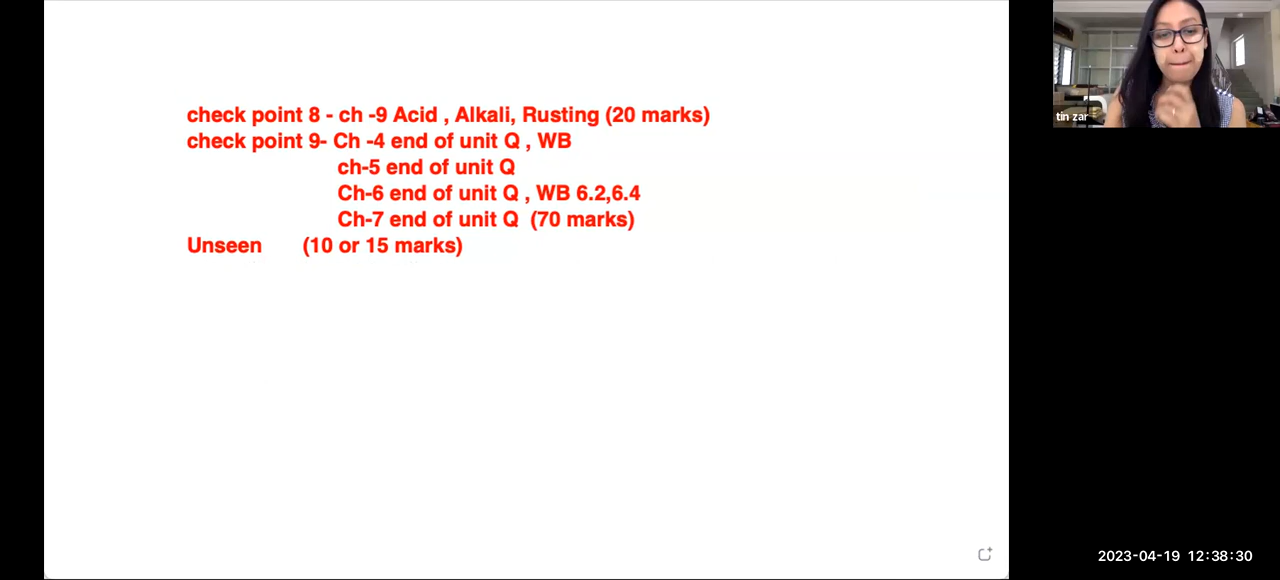 check point 8 - ch -9 Acid , Alkali, Rusting (20 marks)
check point 9- Ch -4 end of unit Q , WB
ch-5 end of unit Q
Ch-6 end of unit Q , WB 6.2,6.4
Ch-7 end of unit Q (70 marks)
Unseen (10 or 15 marks)
tin zar
2023-04-19 12:38:30